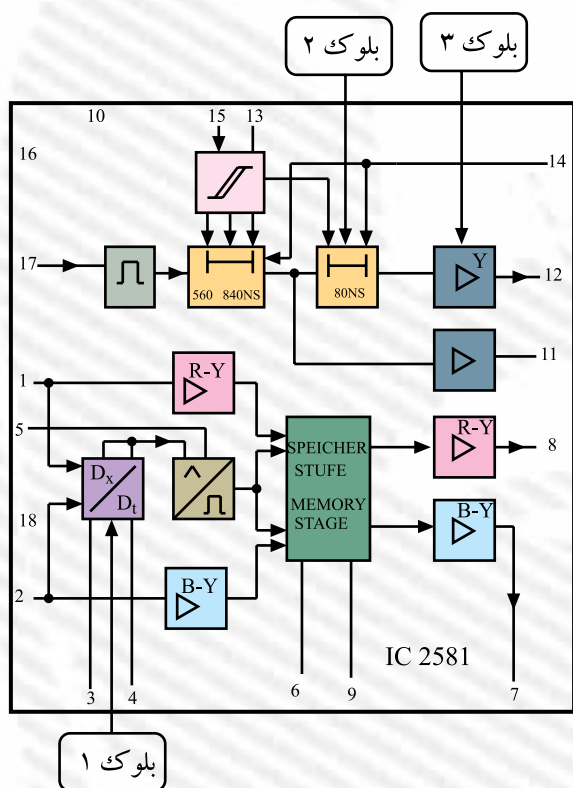 بلوک ۲
بلوک ۳
10
15
13
16
14
17
560 840NS
80NS
Y
12
11
1
R-Y
5
SPEICHER
STUFE
MEMORY
STAGE
R-Y
8
Dx
Dt
18
B-Y
2
B-Y
IC 2581
3
4
6
9
7
بلوک ۱